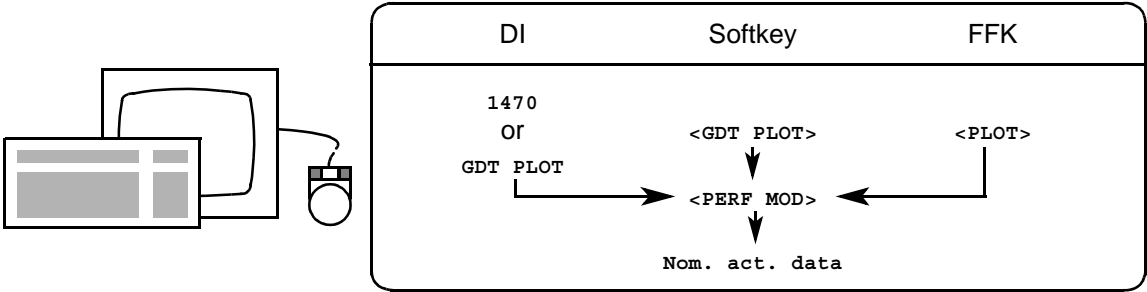 DI Softkey FFK
1470
or <GDT PLOT> <PLOT>
GDT PLOT
<PERF MOD>
Nom. act. data